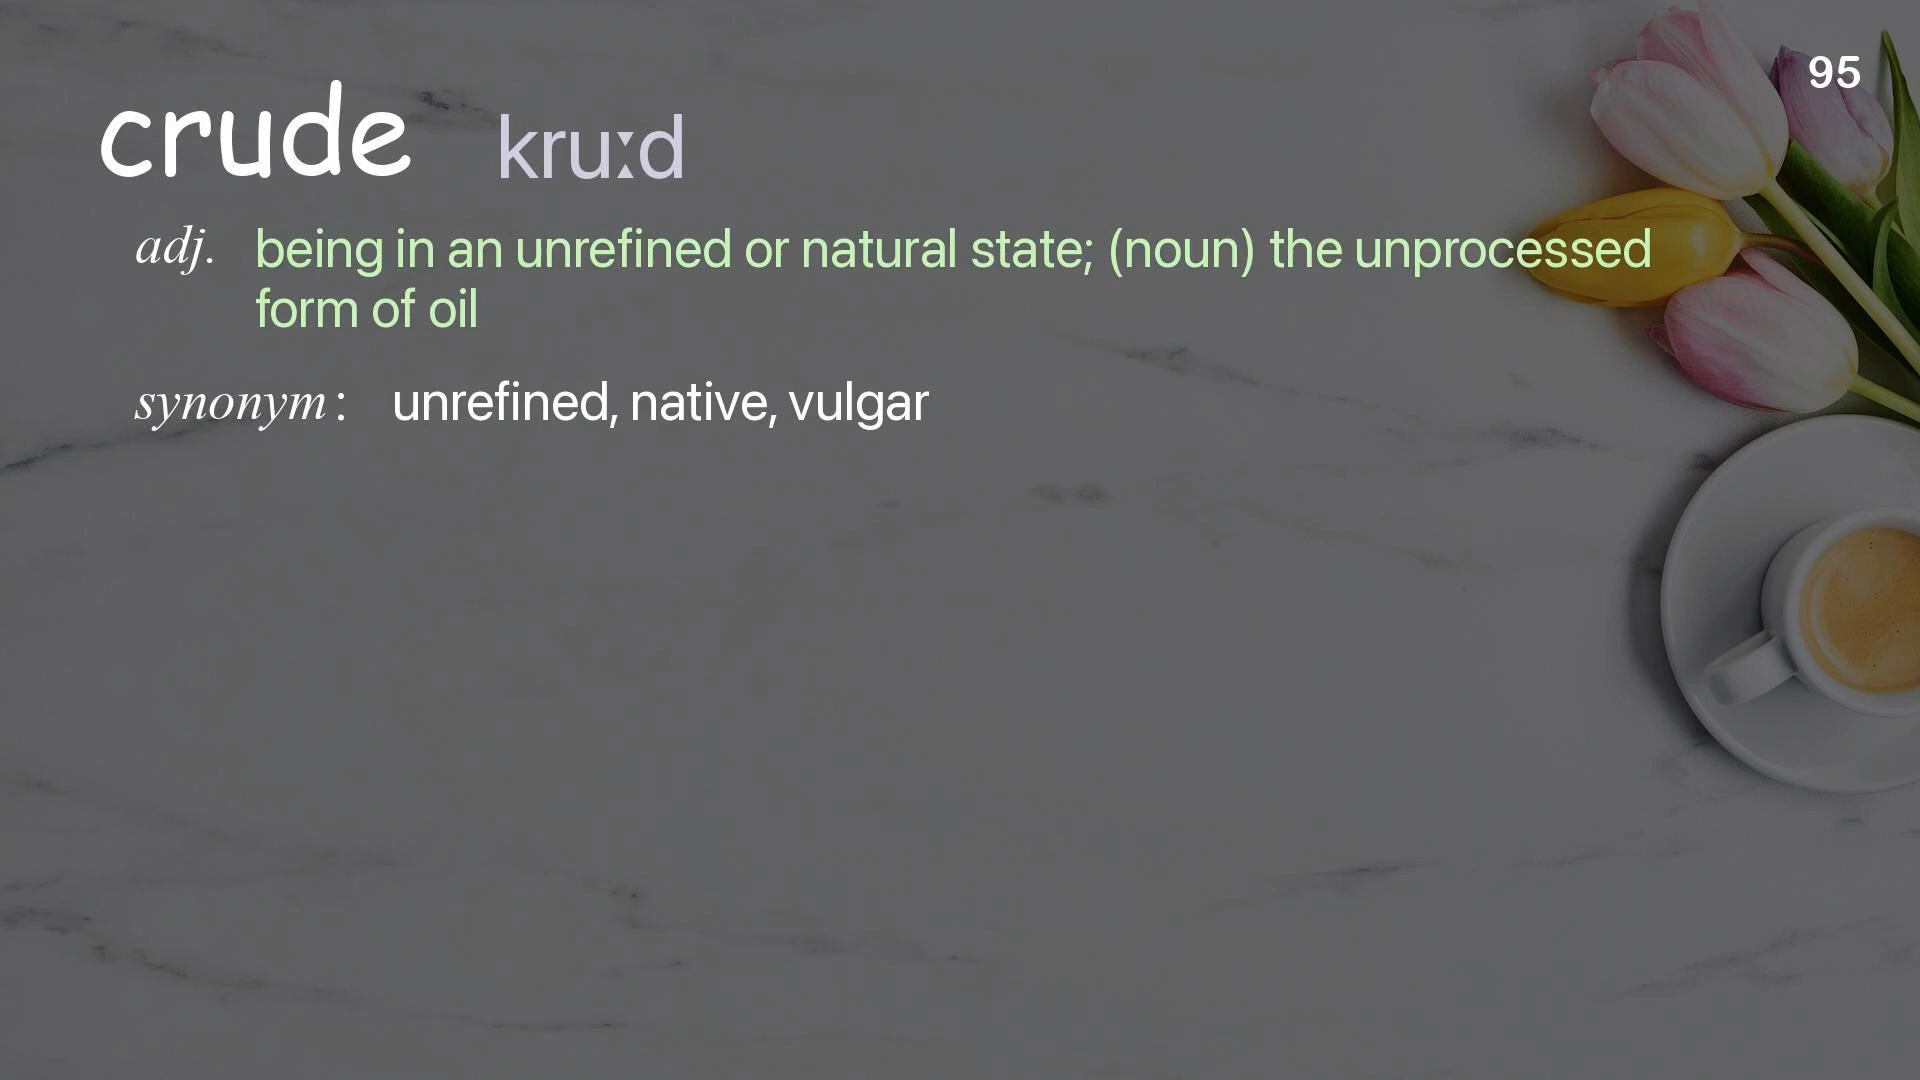 95
crude kruːd
adj. being in an unrefined or natural state; (noun) the unprocessed
form of oil
synonym: unrefined, native, vulgar